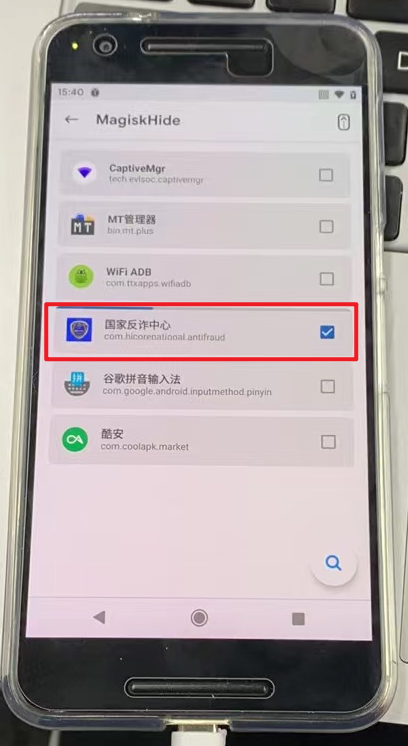 15:40
MagiskHide
CaptiveMgr
tech.evlsoc.captivemgr
MT管理器
bin.mt.plus
WiFi ADB
com.ttxapps.wifiadb
国家反诈中心
com.hicorenational.antifraud
谷歌拼音输入法
com.google.android.inputmethod.pinyin
酷安
com.coolapk.market